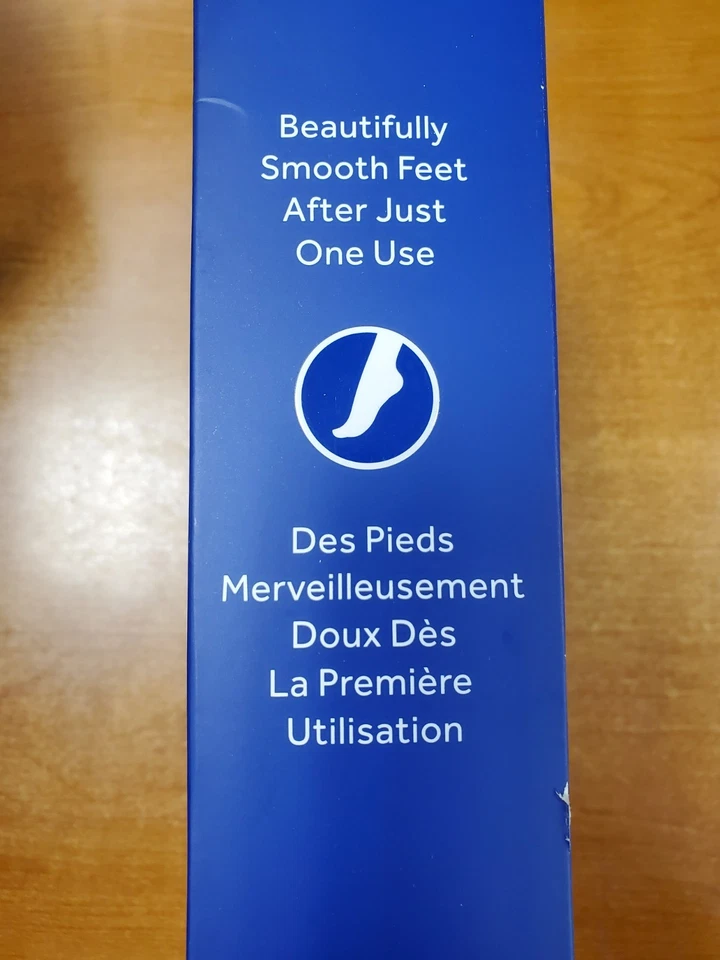 Beautifully
Smooth Feet
After Just
One Use
Des Pieds
Merveilleusement
Doux Dès
La Première
Utilisation